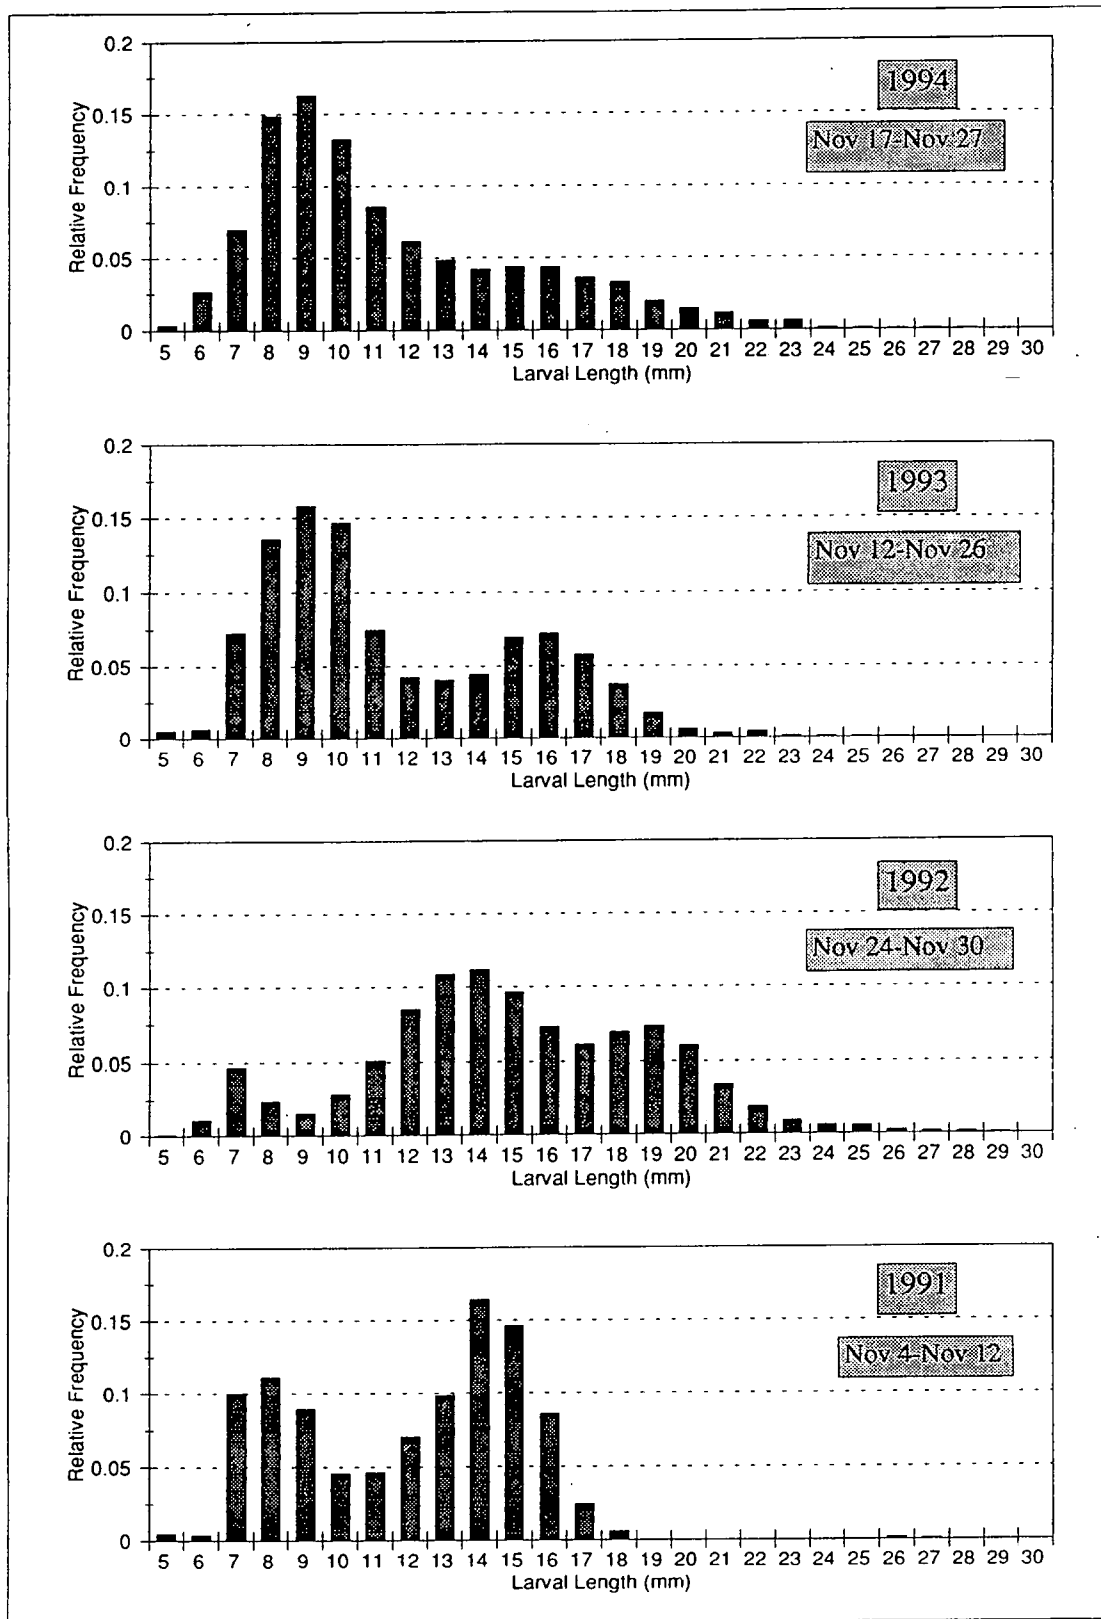 0.2
1994
0.15
Nov 17-Nov 27
0.1
Relative Frequency
0.05
0
5 6 7 8 9 10 11 12 13 14 15 16 17 18 19 20 21 22 23 24 25 26 27 28 29 30
Larval Length (mm)
0.2
1993
0.15
Nov 12-Nov 26
0.1
Relative Frequency
0.05
0
5 6 7 8 9 10 11 12 13 14 15 16 17 18 19 20 21 22 23 24 25 26 27 28 29 30
Larval Length (mm)
0.2
1992
0.15
Nov 24-Nov 30
0.1
Relative Frequency
0.05
0
5 6 7 8 9 10 11 12 13 14 15 16 17 18 19 20 21 22 23 24 25 26 27 28 29 30
Larval Length (mm)
0.2
1991
0.15
Nov 4-Nov 12
0.1
Relative Frequency
0.05
0
5 6 7 8 9 10 11 12 13 14 15 16 17 18 19 20 21 22 23 24 25 26 27 28 29 30
Larval Length (mm)